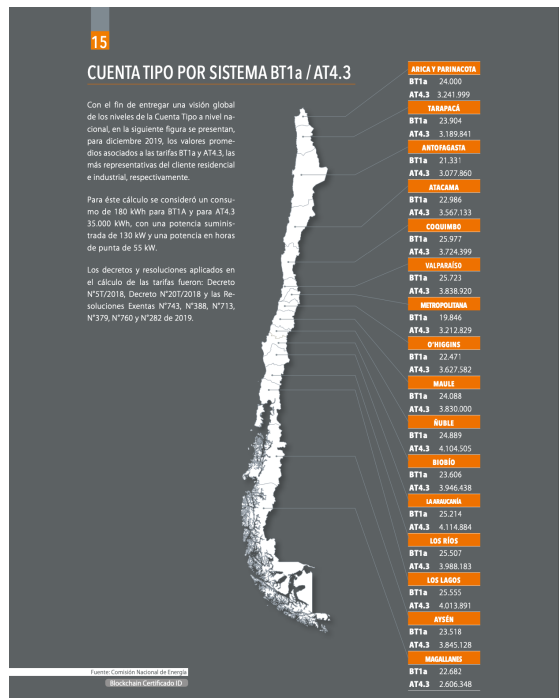 15
CUENTA TIPO POR SISTEMA BT1a / AT4.3
Con el fin de entregar una visión global
de los niveles de la Cuenta Tipo a nivel na-
cional, en la siguiente figura se presentan,
para diciembre 2019, los valores prome-
dios asociados a las tarifas BT1a y AT4.3, las
más representativas del cliente residencial
e industrial, respectivamente.
Para éste cálculo se consideró un consu-
mo de 180 kWh para BT1A y para AT4.3
35.000 kWh, con una potencia suminis-
trada de 130 kW y una potencia en horas
de punta de 55 kW.
Los decretos y resoluciones aplicados en
el cálculo de las tarifas fueron: Decreto
N°5T/2018, Decreto N°20T/2018 y las Re-
soluciones Exentas N°743, N°388, N°713,
N°379, N°760 y N°282 de 2019.
ARICA Y PARINACOTA
BT1a 24.000
AT4.3 3.241.999
TARAPACÁ
BT1a 23.904
AT4.3 3.189.841
ANTOFAGASTA
BT1a 21.331
AT4.3 3.077.860
ATACAMA
BT1a 22.986
AT4.3 3.567.133
COQUIMBO
BT1a 25.977
AT4.3 3.724.399
VALPARAÍSO
BT1a 25.723
AT4.3 3.838.920
METROPOLITANA
BT1a 19.846
AT4.3 3.212.829
O'HIGGINS
BT1a 22.471
AT4.3 3.627.582
MAULE
BT1a 24.088
AT4.3 3.830.000
ÑUBLE
BT1a 24.889
AT4.3 4.104.505
BIOBÍO
BT1a 23.606
AT4.3 3.946.438
LA ARAUCANÍA
BT1a 25.214
AT4.3 4.114.884
LOS RÍOS
BT1a 25.507
AT4.3 3.988.183
LOS LAGOS
BT1a 25.555
AT4.3 4.013.891
AYSÉN
BT1a 23.518
AT4.3 3.845.128
MAGALLANES
BT1a 22.682
AT4.3 2.606.348
Fuente: Comisión Nacional de Energía
Blockchain Certificado ID